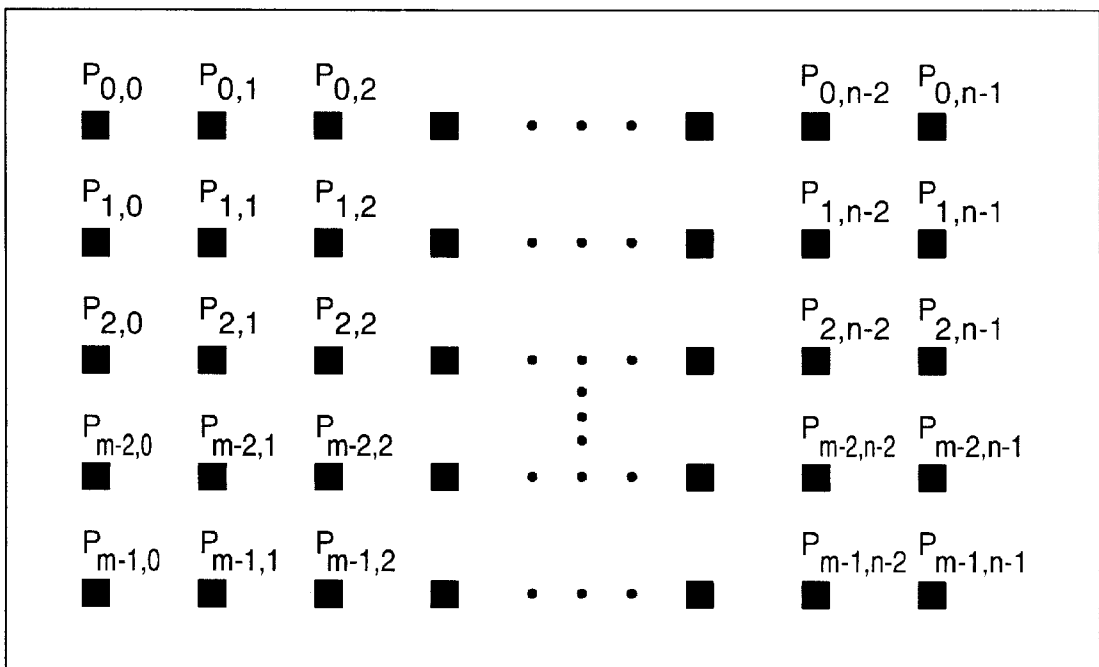 P0,0 P0,1 P0,2 P0,n-2 P0,n-1
P1,0 P1,1 P1,2 P1,n-2 P1,n-1
P2,0 P2,1 P2,2 P2,n-2 P2,n-1
Pm-2,0 Pm-2,1 Pm-2,2 Pm-2,n-2 Pm-2,n-1
Pm-1,0 Pm-1,1 Pm-1,2 Pm-1,n-2 Pm-1,n-1